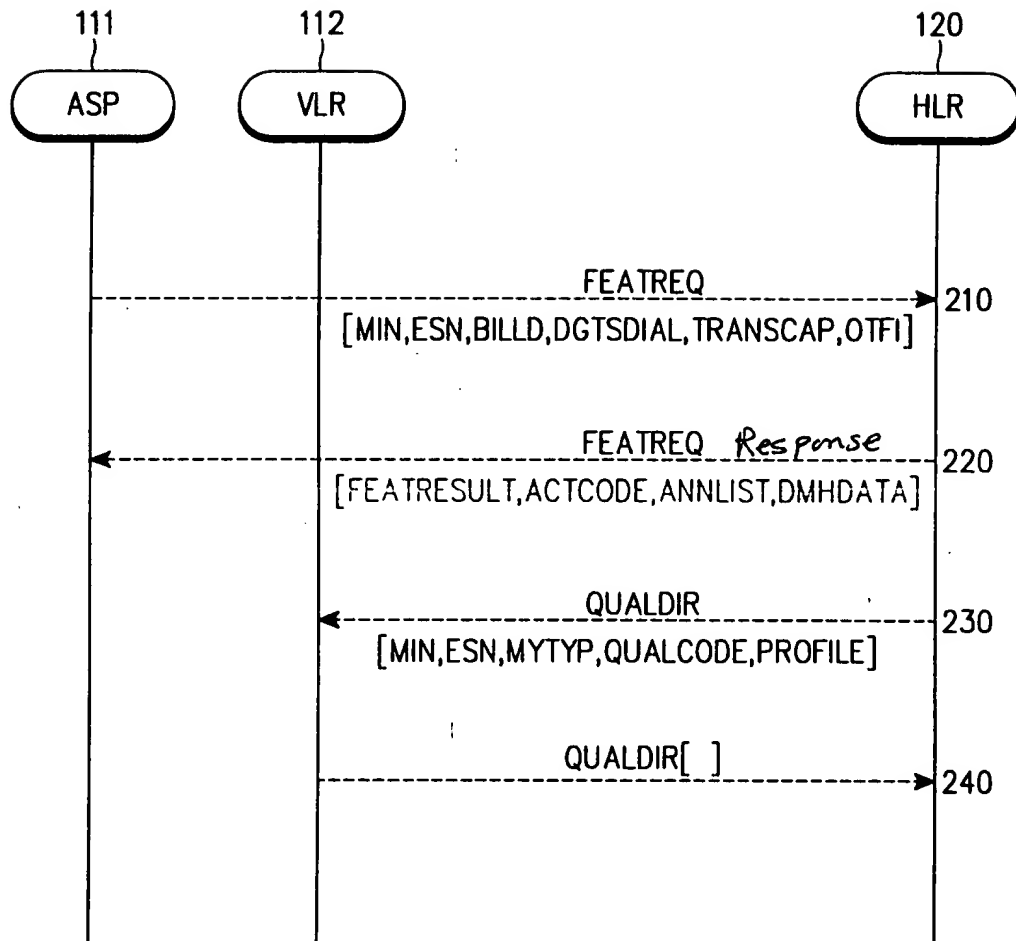 111 112 120
ASP VLR HLR
FEATREQ
210
[MIN,ESN,BILLD,DGTSDIAL,TRANSCAP,OTFI]
FEATREQ Response
220
[FEATRESULT,ACTCODE,ANNLIST,DMHDATA]
QUALDIR
230
[MIN,ESN,MYTYP,QUALCODE,PROFILE]
QUALDIR[ ]
240